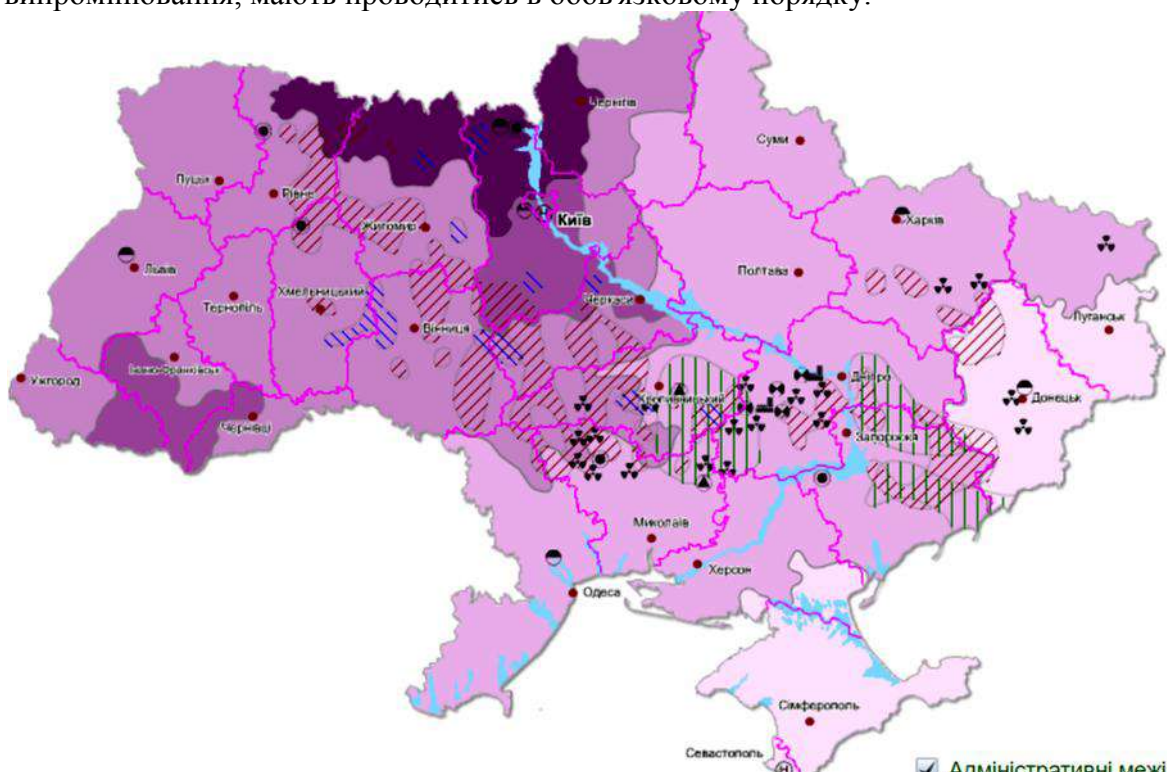 випромінювання, мають проводитись в обов'язковому порядку.
Чернігів
Суми
Луцьк
Рівне
Київ
Харків
Житомир
Львів
Полтава
Хмельницький
Черкаси
Тернопіль
Луганськ
Вінниця
Івано-Франковськ
Ужгород
Дніпро
Кропивницький
Донецьк
Чернівці
Запоріжжя
Миколаїв
Херсон
Одеса
Сімферополь
Севастополь
Н
Адміністративні межі